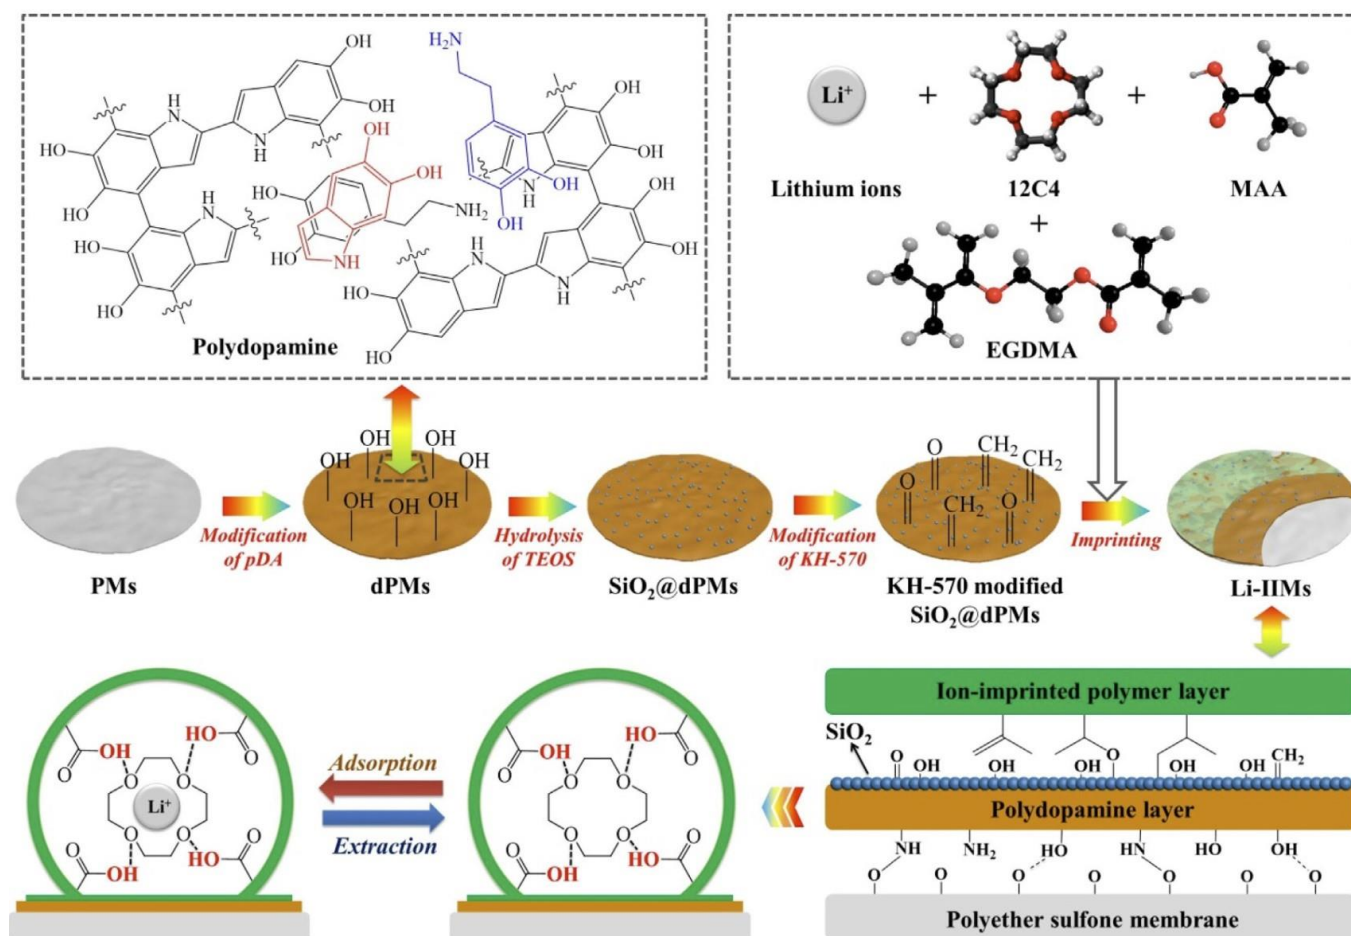 OH
OH
H
N
N
H
HO
HO
HO
HO
HO
H
N
OH
OH
HO
HO
NH
NH₂
H₂N
OH
OH
N
H
OH
OH
OH
OH
OH
H
N
N
H
HO
HO
Polydopamine
Li⁺
+
+
Lithium ions
12C4
MAA
+
EGDMA
OH
OH
OH
OH
OH
OH
OH
O
O
CH₂
CH₂
CH₂
O
Modification
of pDA
Hydrolysis
of TEOS
Modification
of KH-570
Imprinting
PMs
dPMs
SiO₂@dPMs
KH-570 modified
SiO₂@dPMs
Li-IIMs
O
OH
HO
O
O
O
Li⁺
O
O
O
OH
HO
O
Adsorption
Extraction
O
OH
HO
O
O
O
O
O
O
OH
HO
O
Ion-imprinted polymer layer
SiO₂
O
OH
OH
OH
O
OH
OH
CH₂
Polydopamine layer
NH
NH₂
HO
HN
HO
OH
O
O
O
O
O
O
O
Polyether sulfone membrane